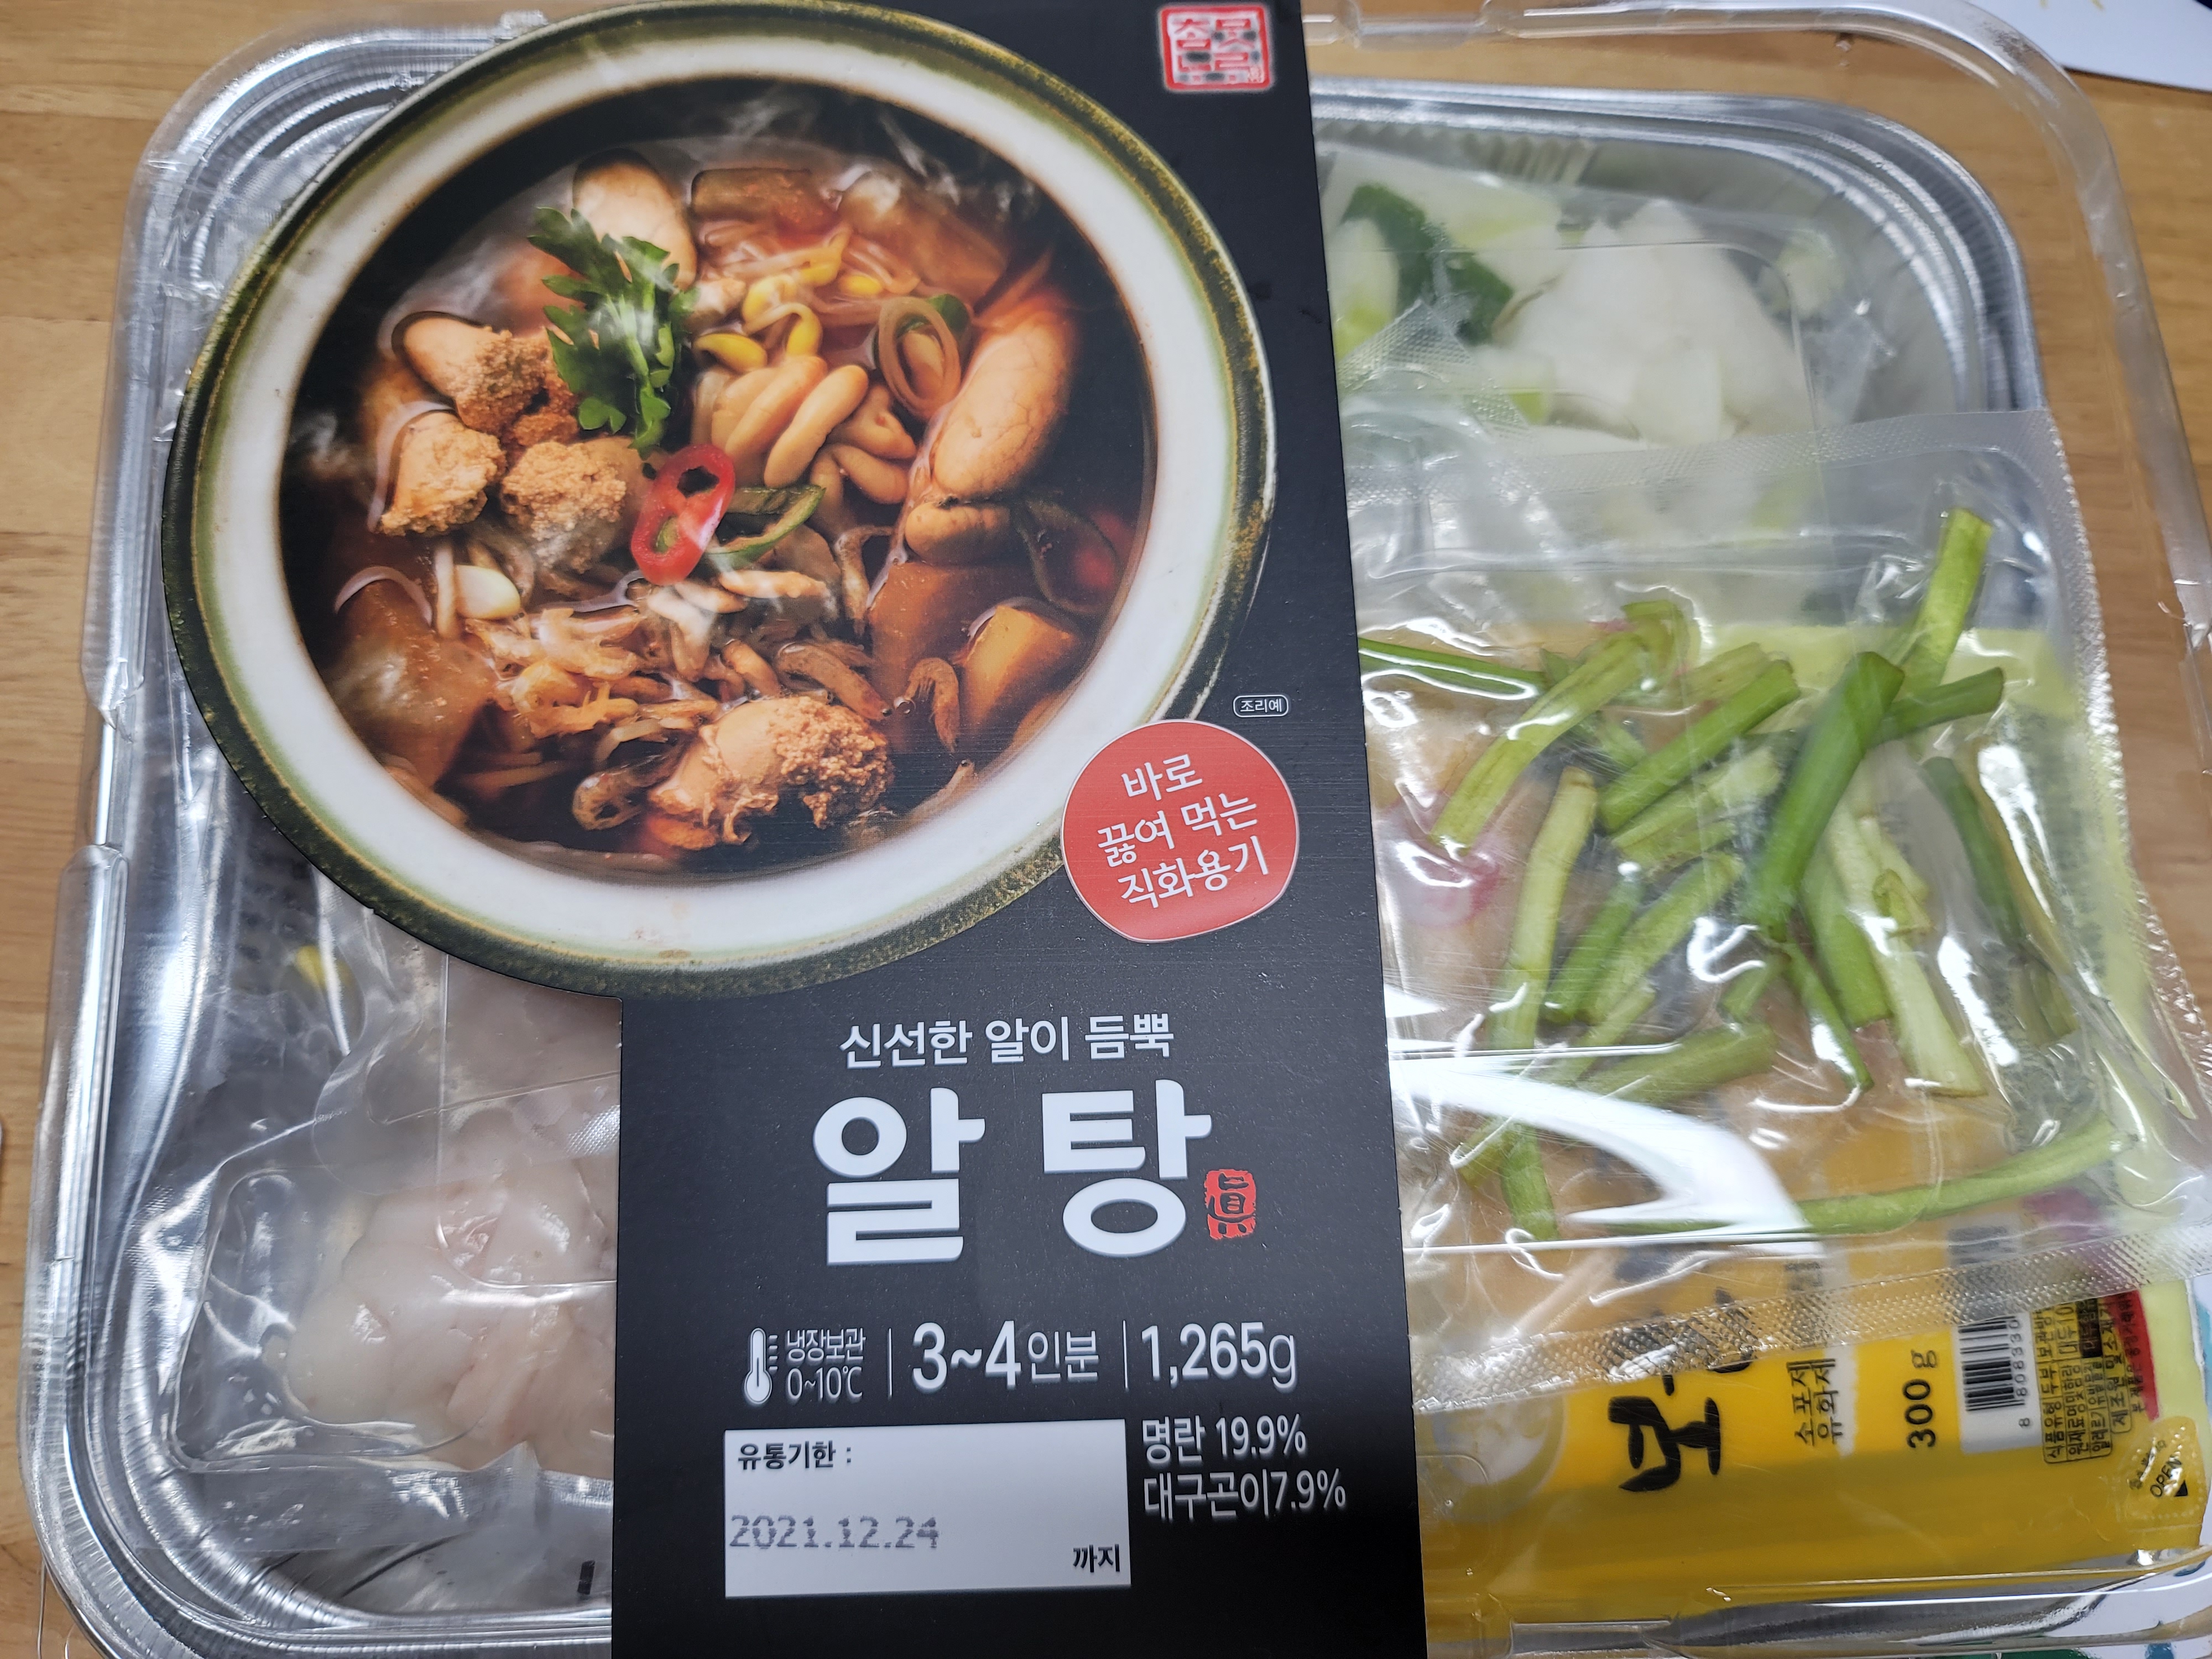 조리예
바로
끓여 먹는
직화용기
신선한 알이 듬뿍
알탕
眞
냉장보관
0~10℃
3~4인분
1,265g
명란 19.9%
대구곤이7.9%
유통기한 :
2021.12.24
까지
소포제
유화제
300 g
OPEN